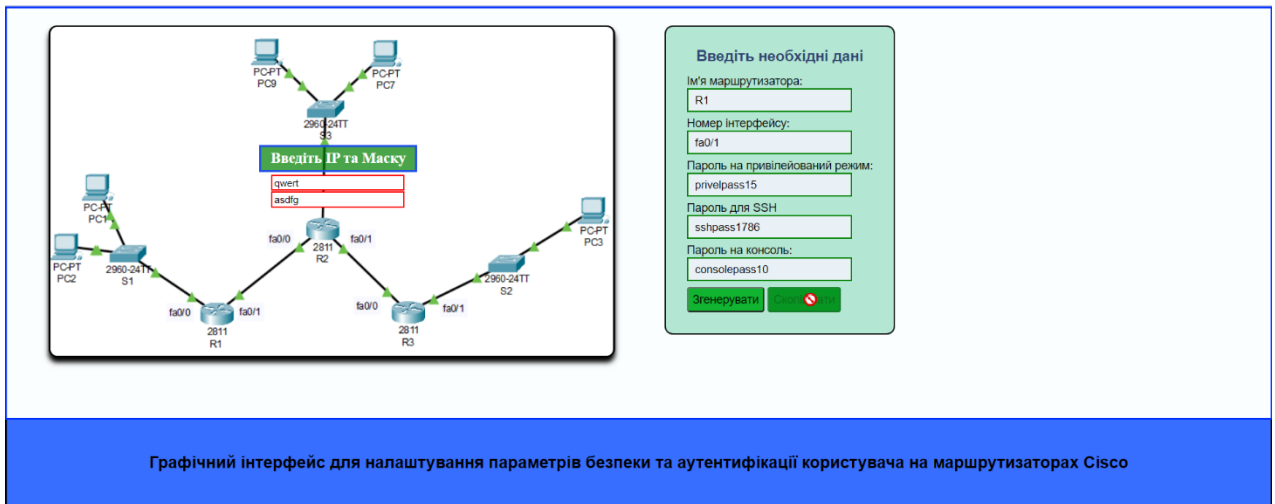 PC-PT
PC9
PC-PT
PC7
2960-24TT
S3
Введіть IP та Маску
qwert
asdfg
PC-PT
PC1
PC-PT
PC2
2960-24TT
S1
fa0/0
fa0/1
2811
R2
PC-PT
PC3
2960-24TT
S2
fa0/0
fa0/1
2811
R1
fa0/0
fa0/1
2811
R3
Введіть необхідні дані
Ім'я маршрутизатора:
R1
Номер інтерфейсу:
fa0/1
Пароль на привілейований режим:
privelpass15
Пароль для SSH
sshpass1786
Пароль на консоль:
consolepass10
Згенерувати
Графічний інтерфейс для налаштування параметрів безпеки та аутентифікації користувача на маршрутизаторах Cisco